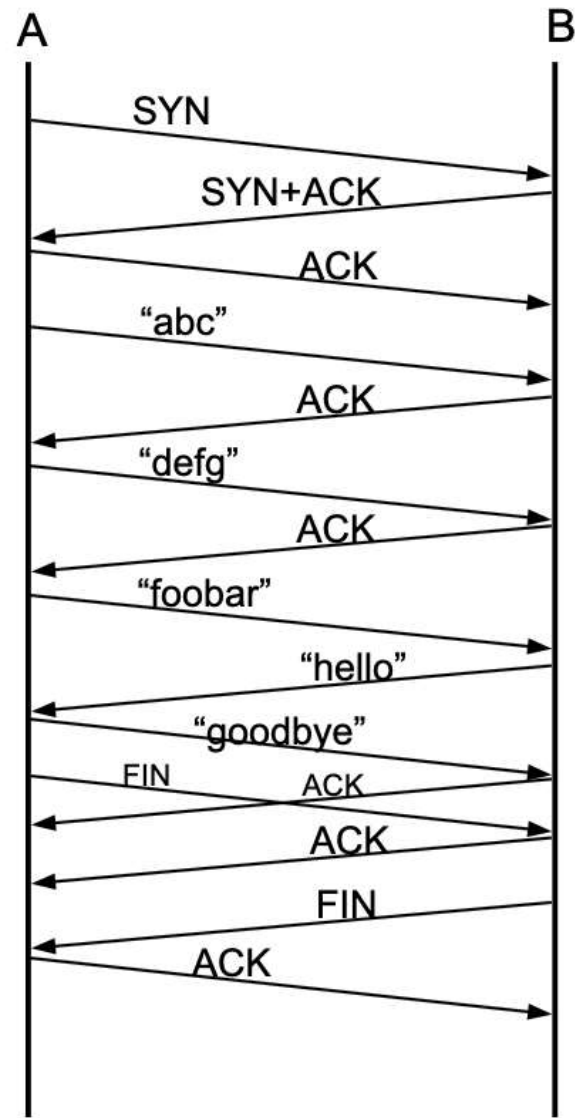 A
B
SYN
SYN+ACK
ACK
“abc”
ACK
“defg”
ACK
“foobar”
“hello”
“goodbye”
FIN
ACK
ACK
FIN
ACK